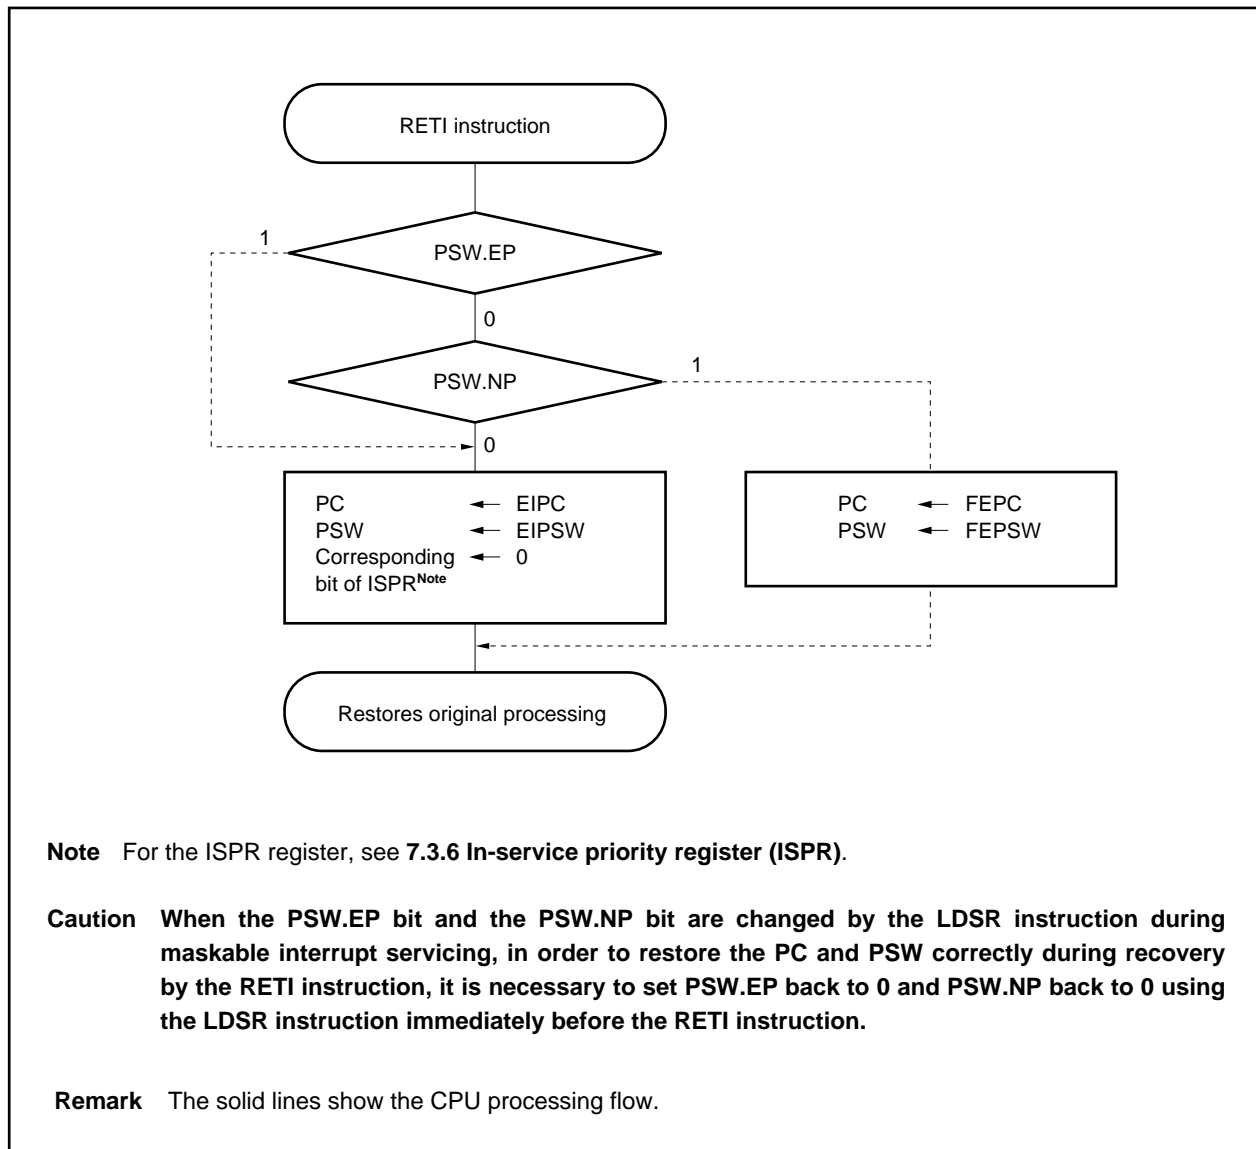 RETI instruction
1
PSW.EP
0
PSW.NP
1
0
PC ← EIPC
PSW ← EIPSW
Corresponding ← 0
bit of ISPRNote
PC ← FEPC
PSW ← FEPSW
Restores original processing
Note For the ISPR register, see 7.3.6 In-service priority register (ISPR).
Caution When the PSW.EP bit and the PSW.NP bit are changed by the LDSR instruction during
maskable interrupt servicing, in order to restore the PC and PSW correctly during recovery
by the RETI instruction, it is necessary to set PSW.EP back to 0 and PSW.NP back to 0 using
the LDSR instruction immediately before the RETI instruction.
Remark The solid lines show the CPU processing flow.